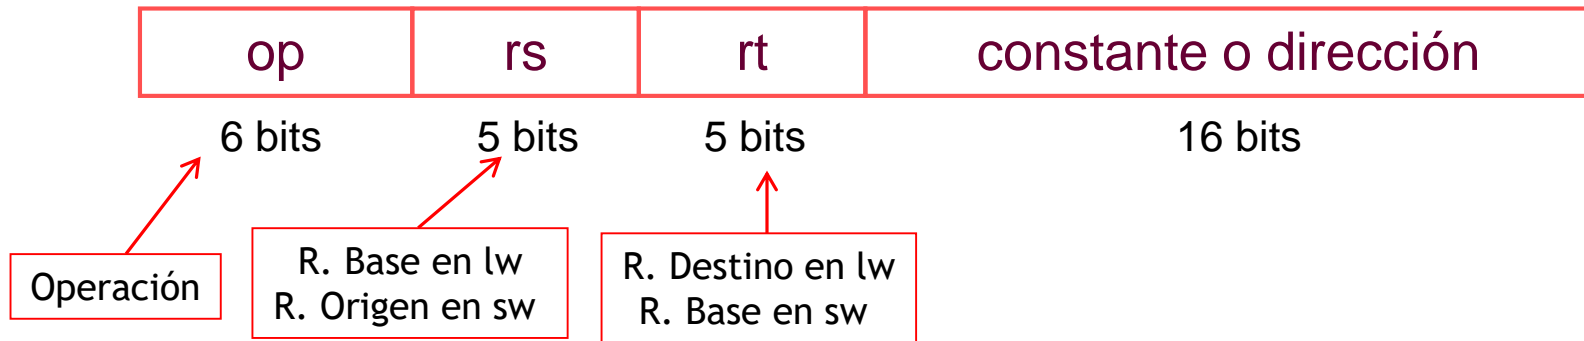 op rs rt constante o dirección
6 bits 5 bits 5 bits 16 bits
Operación
R. Base en lw
R. Origen en sw
R. Destino en lw
R. Base en sw